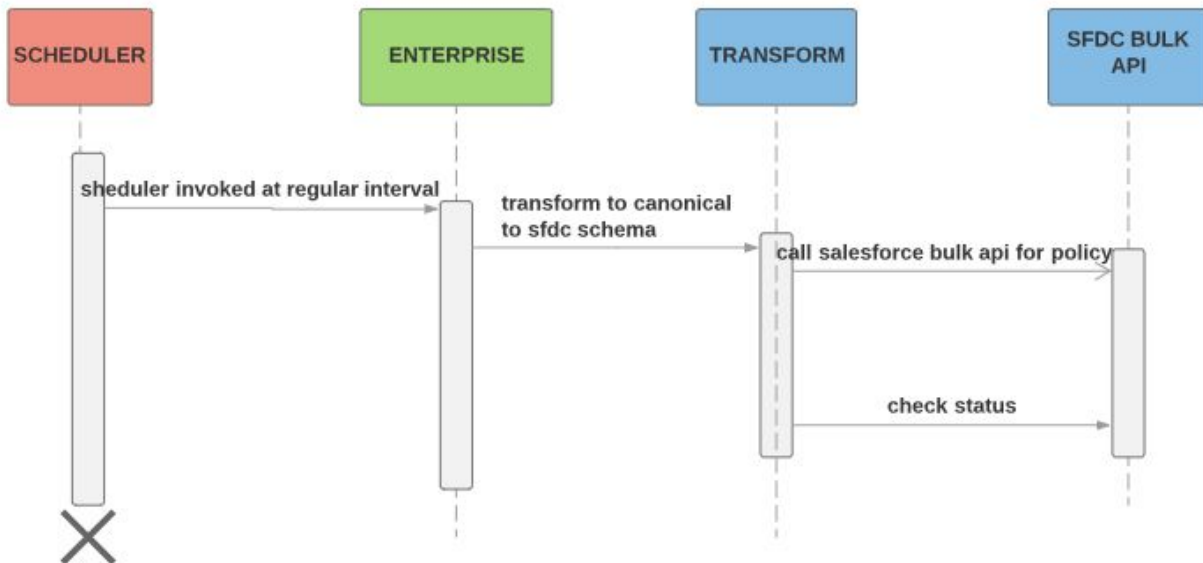 SCHEDULER
ENTERPRISE
TRANSFORM
SFDC BULK
API
sheduler invoked at regular interval
transform to canonical
to sfdc schema
call salesforce bulk api for policy
check status